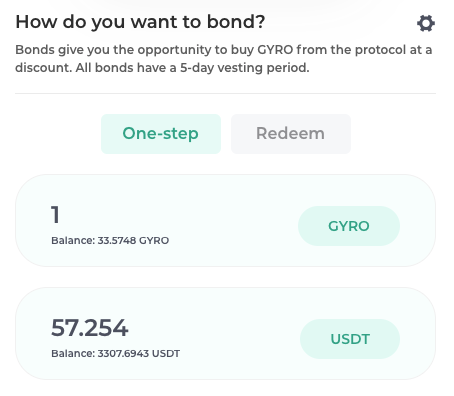 How do you want to bond?
Bonds give you the opportunity to buy GYRO from the protocol at a
discount. All bonds have a 5-day vesting period.
One-step
Redeem
1
Balance: 33.5748 GYRO
GYRO
57.254
Balance: 3307.6943 USDT
USDT